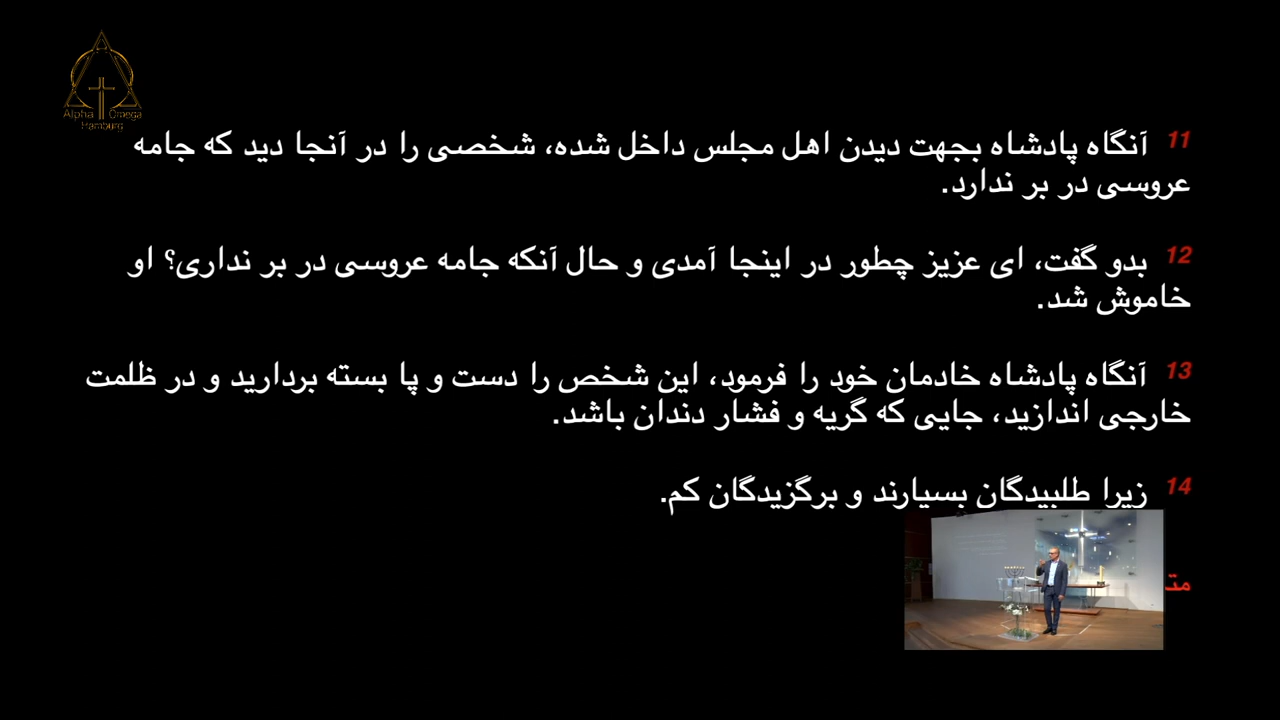 Alpha Omega
Hamburg
11 آنگاه پادشاه بجهت دیدن اهل مجلس داخل شده، شخصی را در آنجا دید که جامه
عروسی در بر ندارد.
12 بدو گفت، ای عزیز چطور در اینجا آمدی و حال آنکه جامه عروسی در بر نداری؟ او
خاموش شد.
13 آنگاه پادشاه خادمان خود را فرمود، این شخص را دست و پا بسته بردارید و در ظلمت
خارجی اندازید، جایی که گریه و فشار دندان باشد.
14 زیرا طلبیدگان بسیارند و برگزیدگان کم.